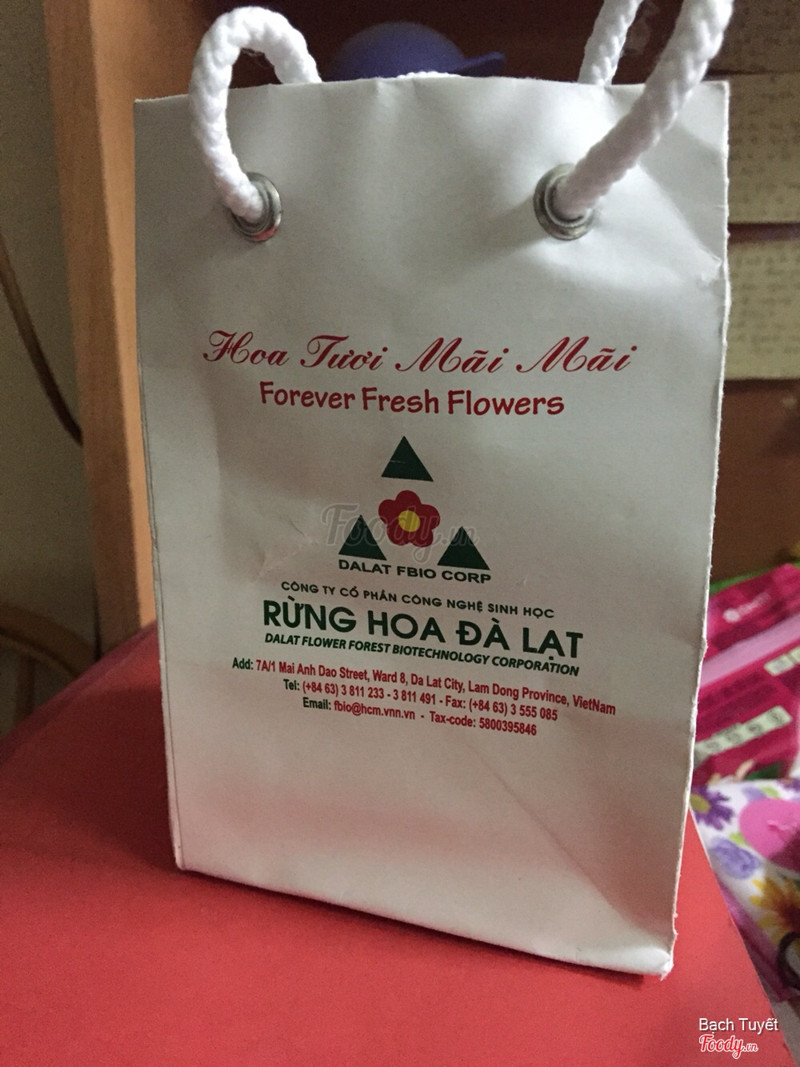 Hoa Tươi Mãi Mãi
Forever Fresh Flowers
Foody.vn
DALAT FBIO CORP
CÔNG TY CỔ PHẦN CÔNG NGHỆ SINH HỌC
RỪNG HOA ĐÀ LẠT
DALAT FLOWER FOREST BIOTECHNOLOGY CORPORATION
Add: 7A/1 Mai Anh Dao Street, Ward 8, Da Lat City, Lam Dong Province, VietNam
Tel: (+84 63) 3 811 233 - 3 811 491 - Fax: (+84 63) 3 555 085
Email: fbio@hcm.vnn.vn - Tax-code: 5800395846
Bạch Tuyết
Foody.vn